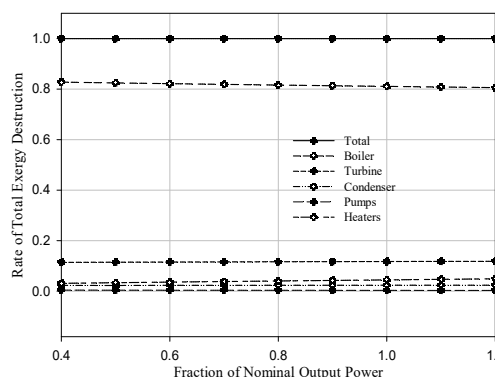 1.0
0.8
0.6
0.4
0.2
0.0
Rate of Total Exergy Destruction
Total
Boiler
Turbine
Condenser
Pumps
Heaters
0.4 0.6 0.8 1.0 1.
Fraction of Nominal Output Power